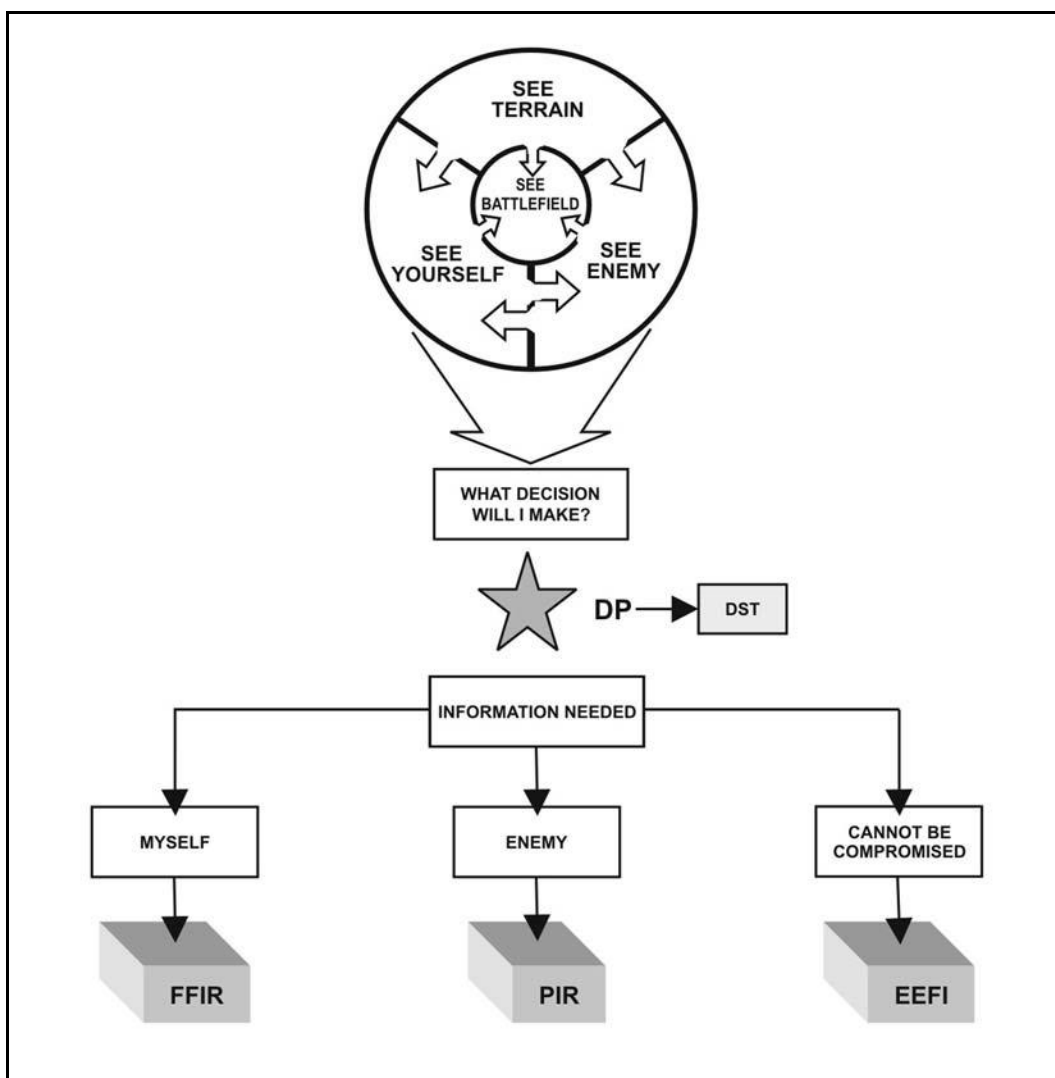 SEE
TERRAIN
SEE
BATTLEFIELD
SEE
YOURSELF
SEE
ENEMY
WHAT DECISION
WILL I MAKE?
DP
DST
INFORMATION NEEDED
MYSELF
ENEMY
CANNOT BE
COMPROMISED
FFIR
PIR
EEFI